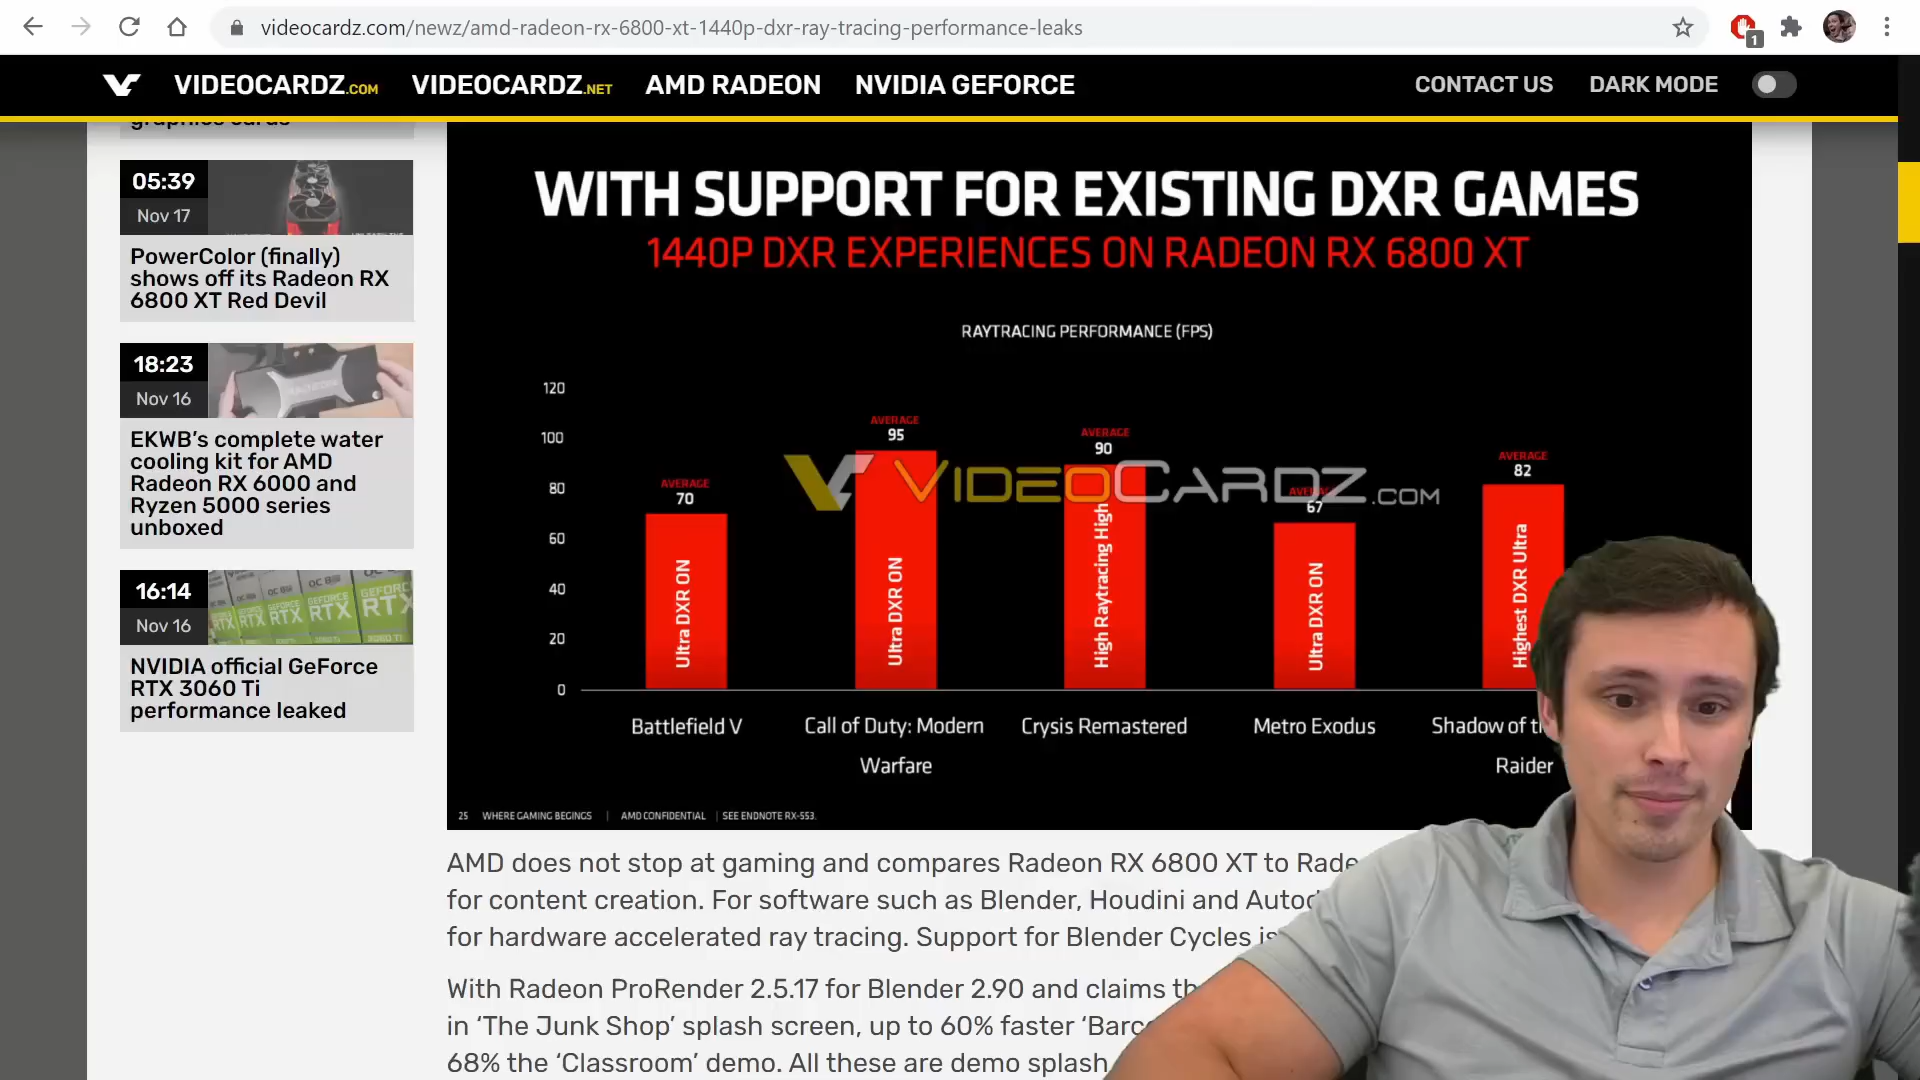 videocardz.com/newz/amd-radeon-rx-6800-xt-1440p-dxr-ray-tracing-performance-leaks
1
VIDEOCARDZ.COM
VIDEOCARDZ.NET
AMD RADEON
NVIDIA GEFORCE
CONTACT US
DARK MODE
graphics cards
05:39
Nov 17
PowerColor (finally)
shows off its Radeon RX
6800 XT Red Devil
18:23
Nov 16
EKWB’s complete water
cooling kit for AMD
Radeon RX 6000 and
Ryzen 5000 series
unboxed
16:14
Nov 16
NVIDIA official GeForce
RTX 3060 Ti
performance leaked
WITH SUPPORT FOR EXISTING DXR GAMES
1440P DXR EXPERIENCES ON RADEON RX 6800 XT
RAYTRACING PERFORMANCE (FPS)
120
100
80
60
40
20
0
AVERAGE
70
AVERAGE
95
AVERAGE
90
AVERAGE
67
AVERAGE
82
VIDEOCARDZ.COM
Ultra DXR ON
Ultra DXR ON
High Raytracing High
Ultra DXR ON
Highest DXR Ultra
Battlefield V
Call of Duty: Modern
Warfare
Crysis Remastered
Metro Exodus
Shadow of
Raider
25 WHERE GAMING BEGINGS | AMD CONFIDENTIAL | SEE ENDNOTE RX-553.
AMD does not stop at gaming and compares Radeon RX 6800 XT to
for content creation. For software such as Blender, Houdini and
for hardware accelerated ray tracing. Support for Blender Cycles is
With Radeon ProRender 2.5.17 for Blender 2.90 and claims
in ‘The Junk Shop’ splash screen, up to 60% faster
68% the ‘Classroom’ demo. All these are demo splash